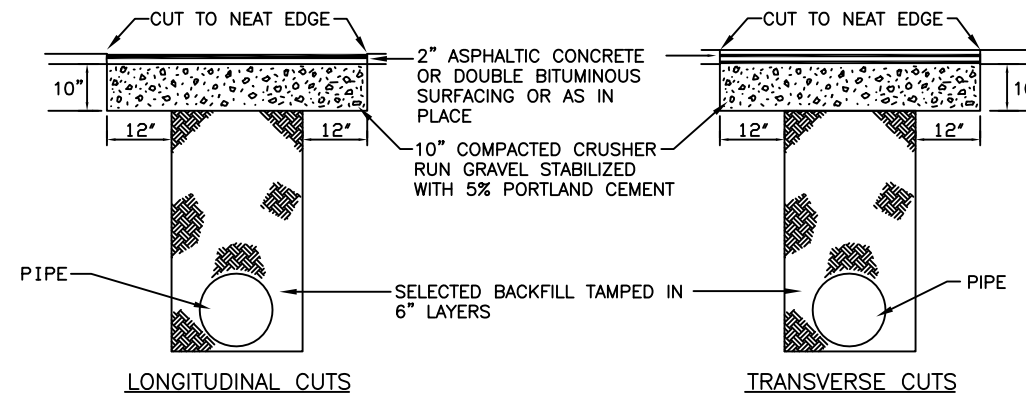 CUT TO NEAT EDGE
CUT TO NEAT EDGE
2" ASPHALTIC CONCRETE
OR DOUBLE BITUMINOUS
SURFACING OR AS IN
PLACE
10"
12"
12"
12"
12"
10" COMPACTED CRUSHER
RUN GRAVEL STABILIZED
WITH 5% PORTLAND CEMENT
PIPE
PIPE
SELECTED BACKFILL TAMPED IN
6" LAYERS
LONGITUDINAL CUTS
TRANSVERSE CUTS